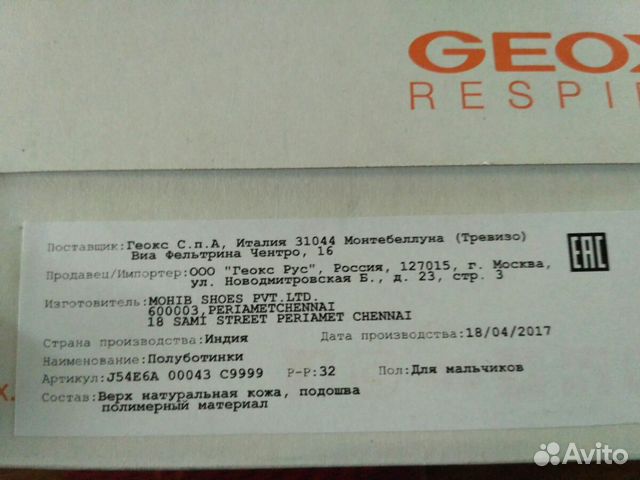 GEOX
RESPI
Поставщик:Геокс С.п.А, Италия 31044 Монтебеллуна (Тревизо)
Виа Фельтрина Чентро, 16
Продавец/Импортер:ООО "Геокс Рус", Россия, 127015, г. Москва,
ул. Новодмитровская Б., д. 23, стр. 3
EAC
Изготовитель:MOHIB SHOES PVT.LTD.
600003,PERIAMETCHENNAI
18 SAMI STREET PERIAMET CHENNAI
Страна производства:Индия Дата производства:18/04/2017
Наименование:Полуботинки
Артикул:J54E6A 00043 C9999 Р-Р:32 Пол:Для мальчиков
x.
Состав:Верх натуральная кожа, подошва
полимерный материал
Avito